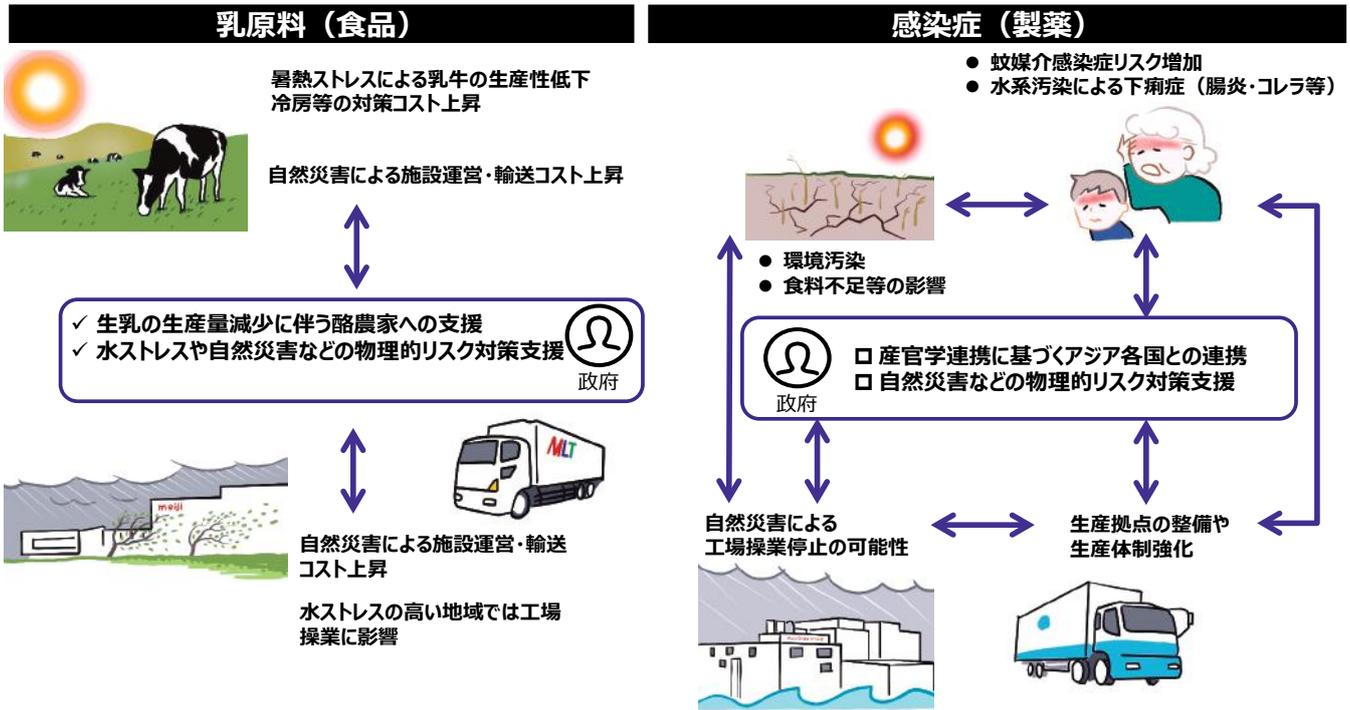 乳原料（食品）
暑熱ストレスによる乳牛の生産性低下
冷房等の対策コスト上昇
自然災害による施設運営・輸送コスト上昇
✓ 生乳の生産量減少に伴う酪農家への支援
✓ 水ストレスや自然災害などの物理的リスク対策支援
政府
MLT
meiji
自然災害による施設運営・輸送
コスト上昇
水ストレスの高い地域では工場
操業に影響
感染症（製薬）
● 蚊媒介感染症リスク増加
● 水系汚染による下痢症（腸炎・コレラ等）
● 環境汚染
● 食料不足等の影響
政府
□ 産官学連携に基づくアジア各国との連携
□ 自然災害などの物理的リスク対策支援
自然災害による
工場操業停止の可能性
生産拠点の整備や
生産体制強化